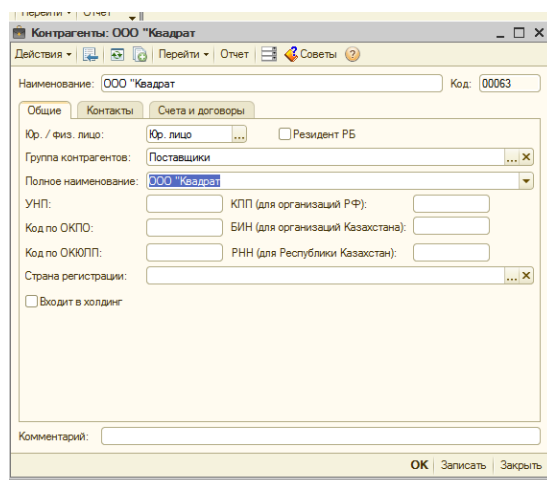 Перейти Отчет
Контрагенты: ООО "Квадрат
Действия Перейти Отчет Советы ?
Наименование: ООО "Квадрат Код: 00063
Общие Контакты Счета и договоры
Юр. / физ. лицо: Юр. лицо ... Резидент РБ
Группа контрагентов: Поставщики ... ×
Полное наименование: ООО "Квадрат
УНП: КПП (для организаций РФ):
Код по ОКПО: БИН (для организаций Казахстана):
Код по ОКЮЛП: РНН (для Республики Казахстан):
Страна регистрации: ... ×
Входит в холдинг
Комментарий:
ОК Записать Закрыть